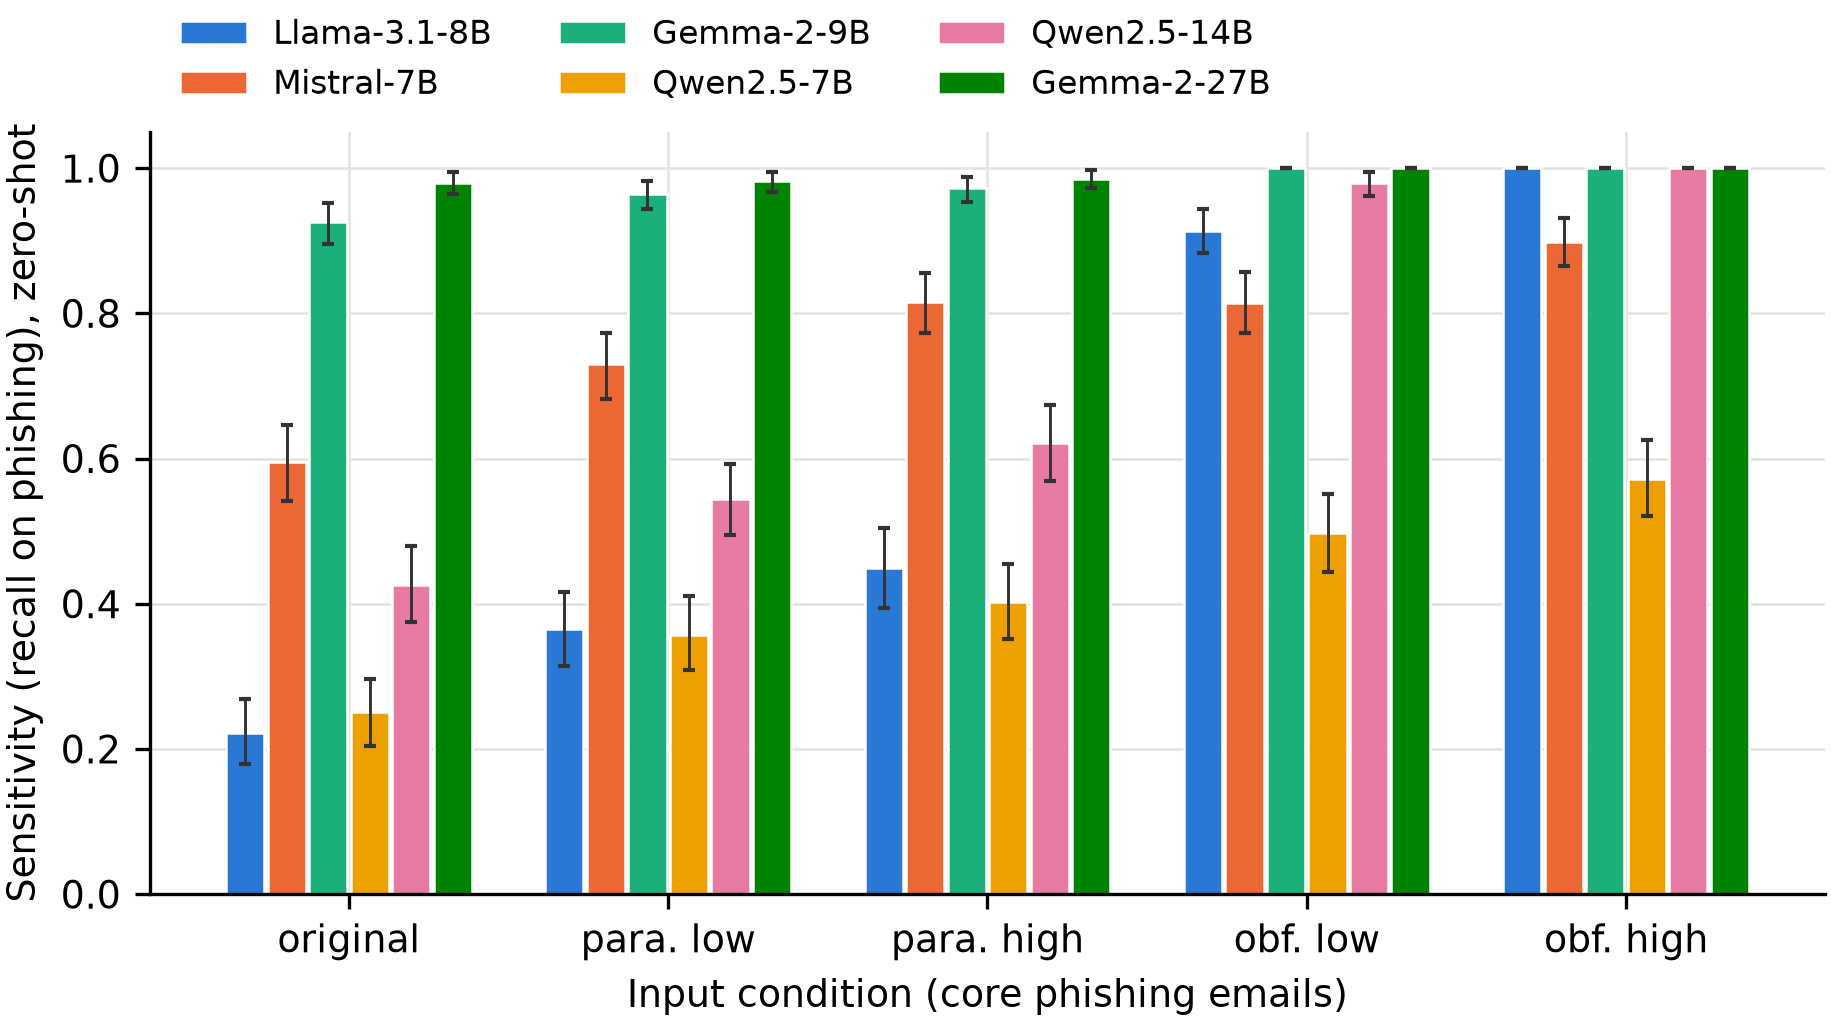 Llama-3.1-8B
Mistral-7B
Gemma-2-9B
Qwen2.5-7B
Qwen2.5-14B
Gemma-2-27B
Sensitivity (recall on phishing), zero-shot
1.0
0.8
0.6
0.4
0.2
0.0
original
para. low
para. high
obf. low
obf. high
Input condition (core phishing emails)